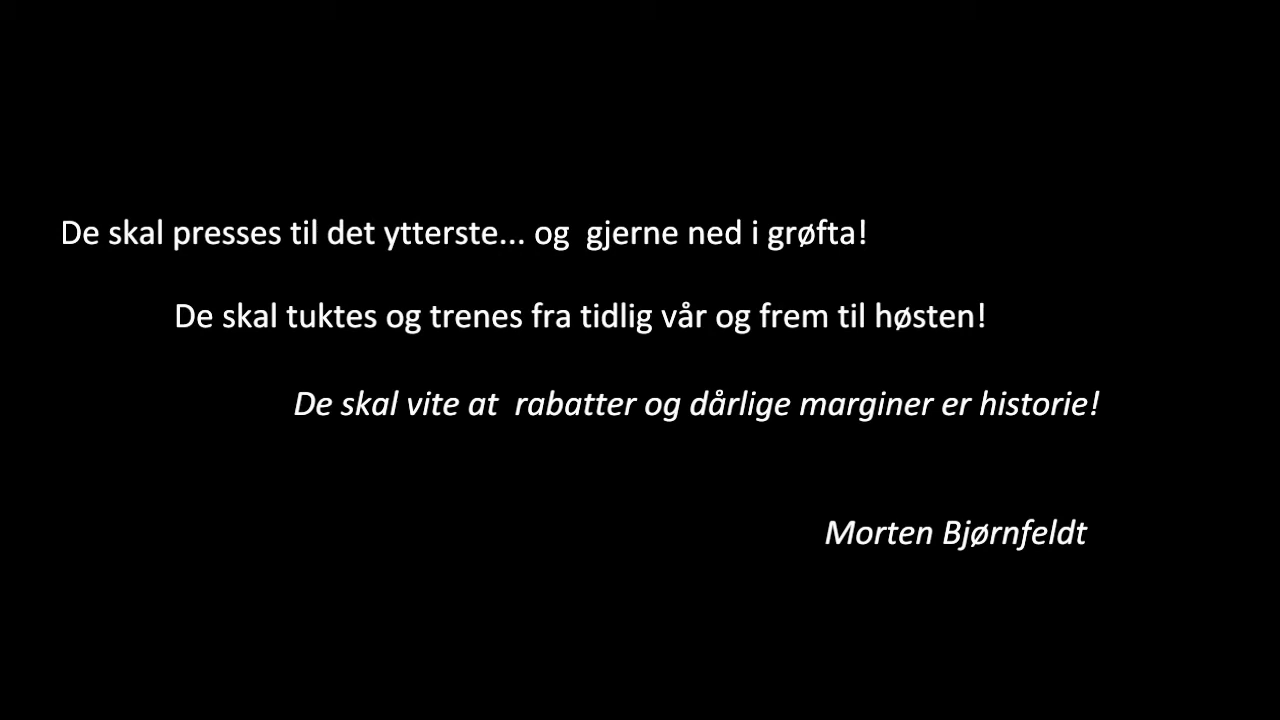 De skal presses til det ytterste... og  gjerne ned i grøfta!
De skal tuktes og trenes fra tidlig vår og frem til høsten!
De skal vite at  rabatter og dårlige marginer er historie!
Morten Bjørnfeldt